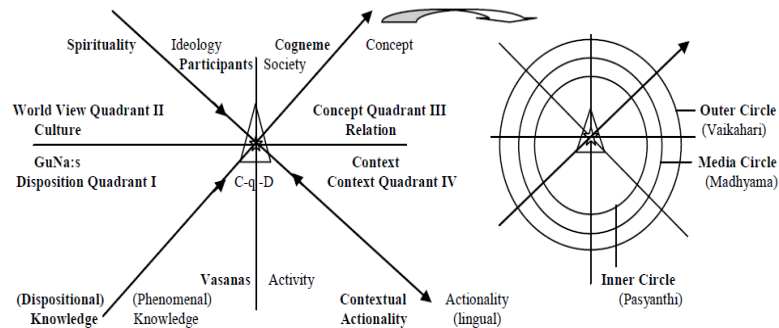 Spirituality Ideology Cogneme Concept
Participants Society
World View Quadrant II Concept Quadrant III
Culture Relation
GuNa:s Context
Disposition Quadrant I C-q-D Context Quadrant IV
Vasanas Activity
(Dispositional) (Phenomenal) Contextual Actionality
Knowledge Knowledge Actionality (lingual)
Outer Circle
(Vaikahari)
Media Circle
(Madhyama)
Inner Circle
(Pasyanthi)